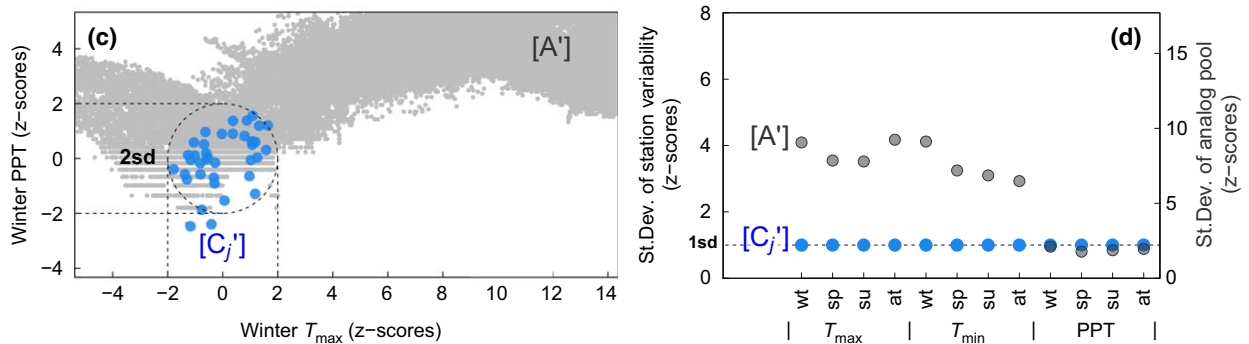 (c)
[A']
2sd
[Cj']
4
2
0
−2
−4
Winter PPT (z−scores)
−4 −2 0 2 4 6 8 10 12 14
Winter Tmax (z−scores)
(d)
[A']
[Cj']
8
6
4
2
1sd
0
St.Dev. of station variability
(z−scores)
15
10
5
0
St.Dev. of analog pool
(z−scores)
wt sp su at wt sp su at wt sp su at
| Tmax | Tmin | PPT |